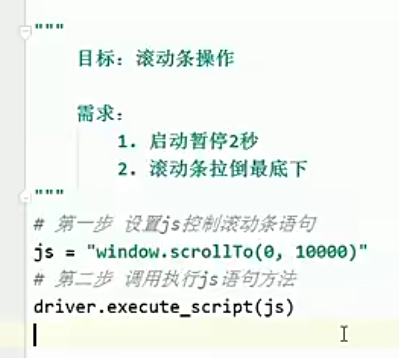 """
目标：滚动条操作
需求：
1. 启动暂停2秒
2. 滚动条拉倒最底下
"""
# 第一步 设置js控制滚动条语句
js = "window.scrollTo(0, 10000)"
# 第二步 调用执行js语句方法
driver.execute_script(js)